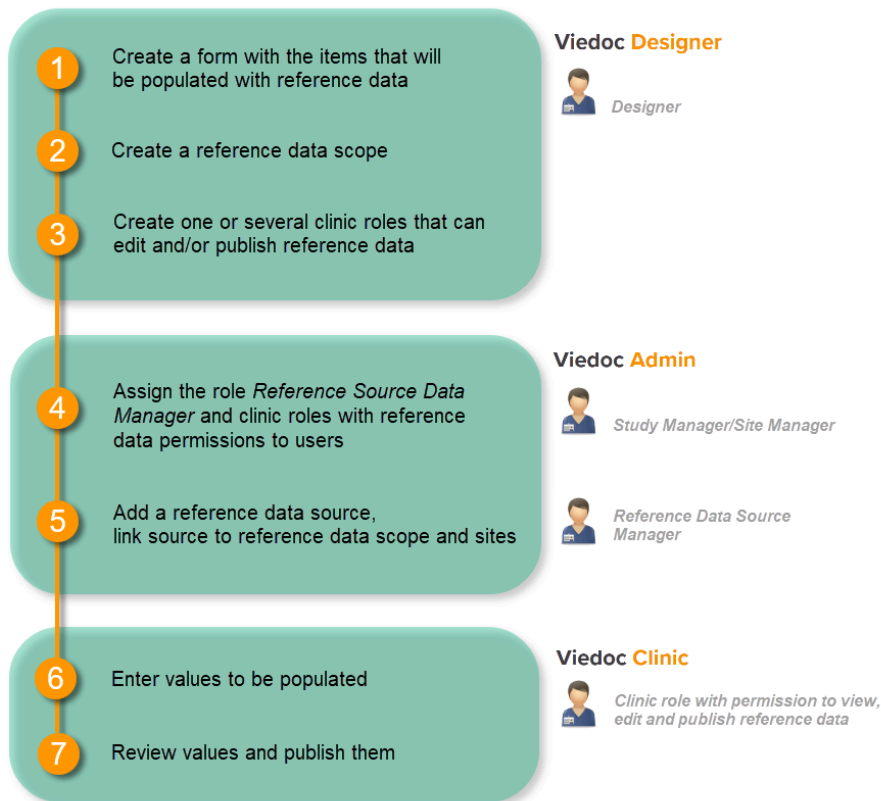 1
Create a form with the items that will
be populated with reference data
2
Create a reference data scope
3
Create one or several clinic roles that can
edit and/or publish reference data
Viedoc Designer
Designer
4
Assign the role Reference Source Data
Manager and clinic roles with reference
data permissions to users
5
Add a reference data source,
link source to reference data scope and sites
Viedoc Admin
Study Manager/Site Manager
Reference Data Source
Manager
6
Enter values to be populated
7
Review values and publish them
Viedoc Clinic
Clinic role with permission to view,
edit and publish reference data